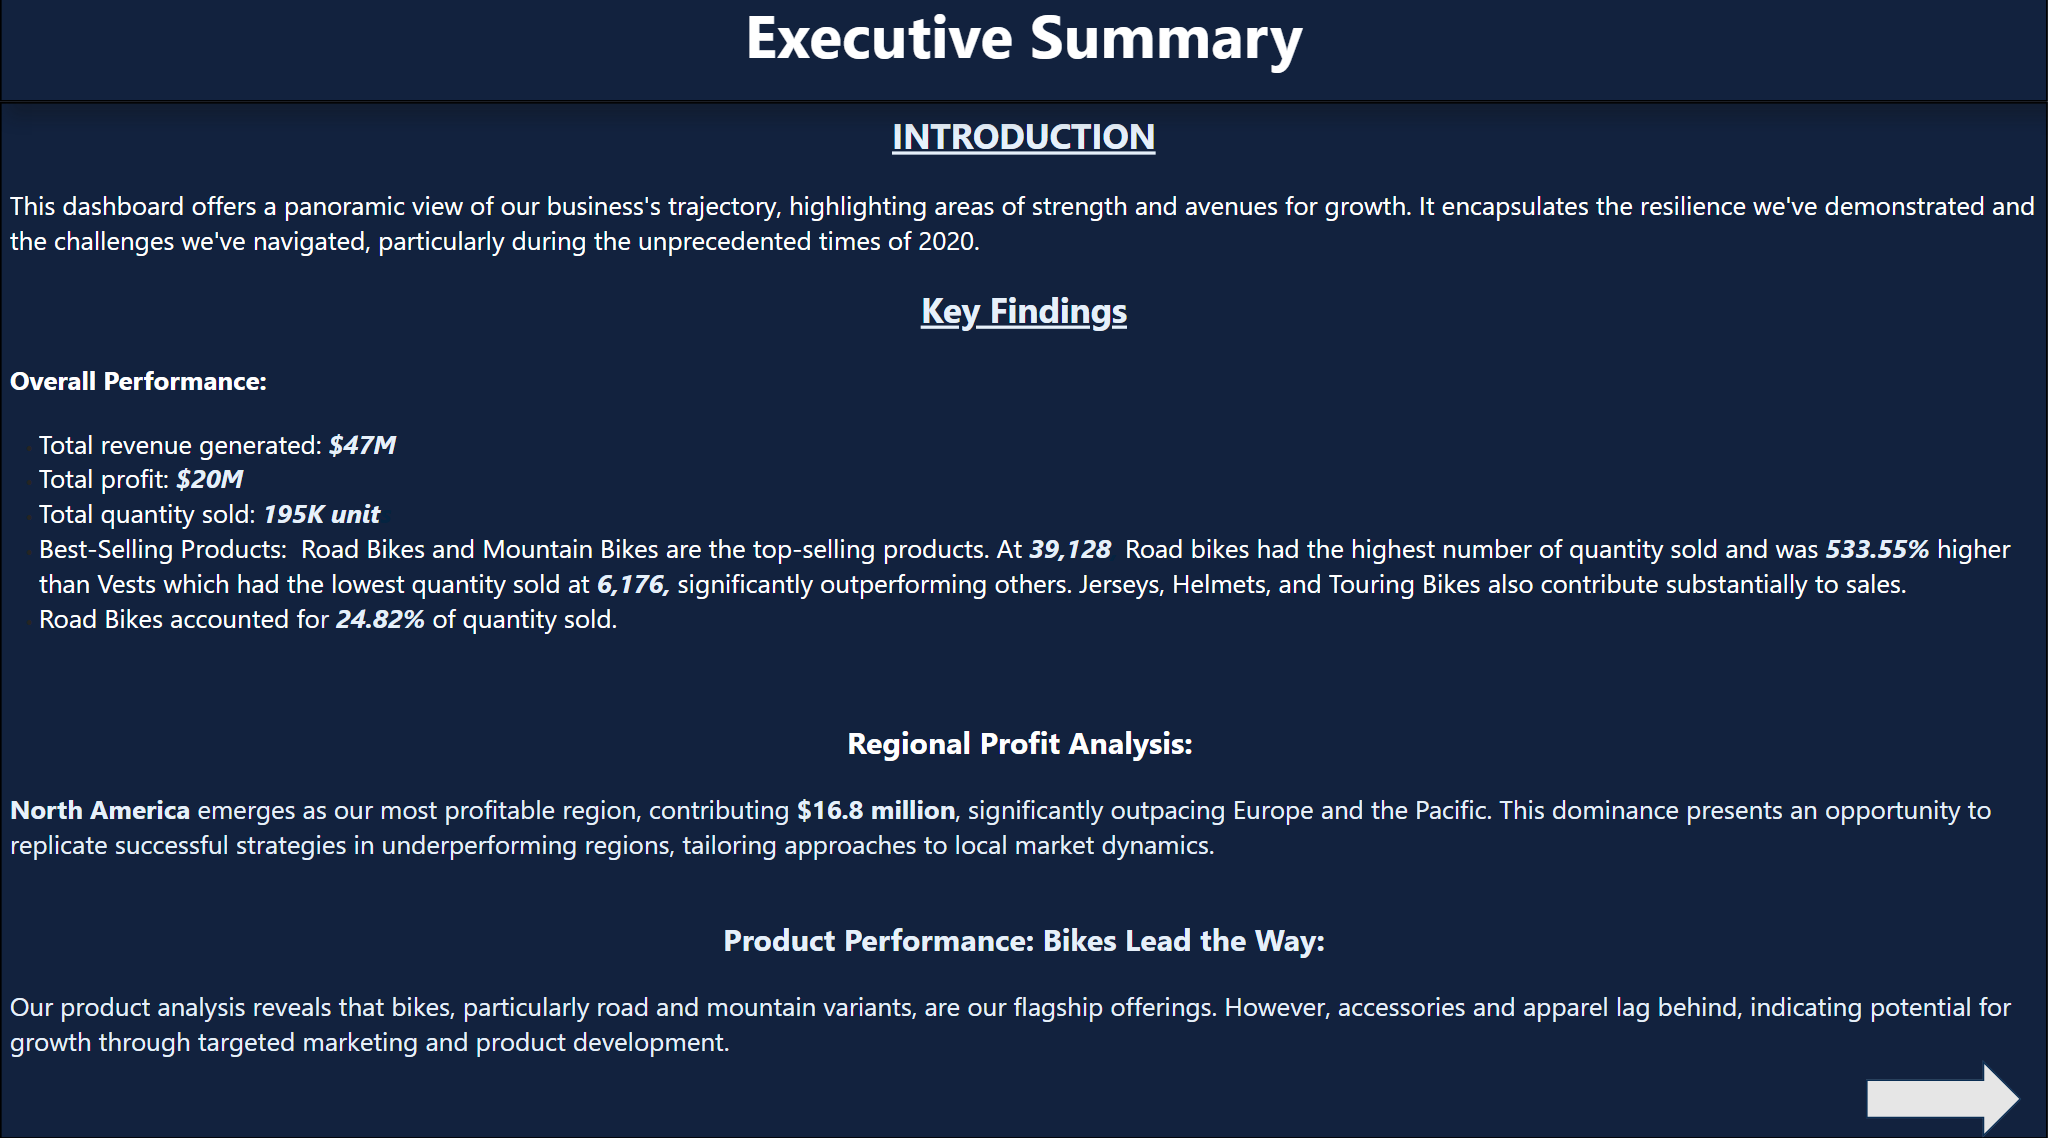 Executive Summary
INTRODUCTION
This dashboard offers a panoramic view of our business's trajectory, highlighting areas of strength and avenues for growth. It encapsulates the resilience we've demonstrated and
the challenges we've navigated, particularly during the unprecedented times of 2020.
Key Findings
Overall Performance:
Total revenue generated: $47M
Total profit: $20M
Total quantity sold: 195K unit
Best-Selling Products:  Road Bikes and Mountain Bikes are the top-selling products. At 39,128  Road bikes had the highest number of quantity sold and was 533.55% higher
than Vests which had the lowest quantity sold at 6,176, significantly outperforming others. Jerseys, Helmets, and Touring Bikes also contribute substantially to sales.
Road Bikes accounted for 24.82% of quantity sold.
Regional Profit Analysis:
North America emerges as our most profitable region, contributing $16.8 million, significantly outpacing Europe and the Pacific. This dominance presents an opportunity to
replicate successful strategies in underperforming regions, tailoring approaches to local market dynamics.
Product Performance: Bikes Lead the Way:
Our product analysis reveals that bikes, particularly road and mountain variants, are our flagship offerings. However, accessories and apparel lag behind, indicating potential for
growth through targeted marketing and product development.